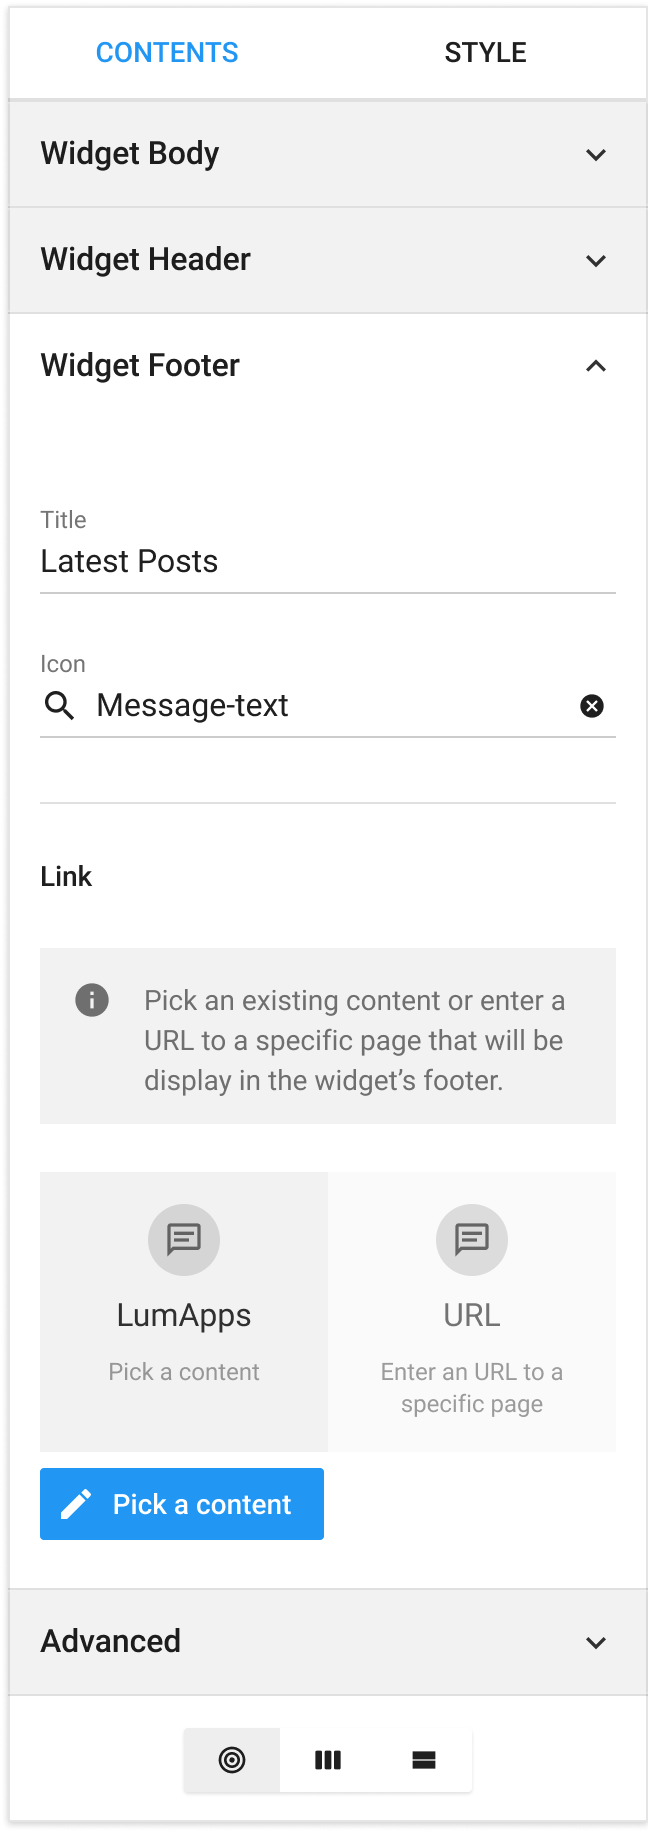 CONTENTS STYLE
Widget Body
Widget Header
Widget Footer
Title
Latest Posts
Icon
Message-text
Link
Pick an existing content or enter a
URL to a specific page that will be
display in the widget’s footer.
LumApps
Pick a content
URL
Enter an URL to a
specific page
Pick a content
Advanced